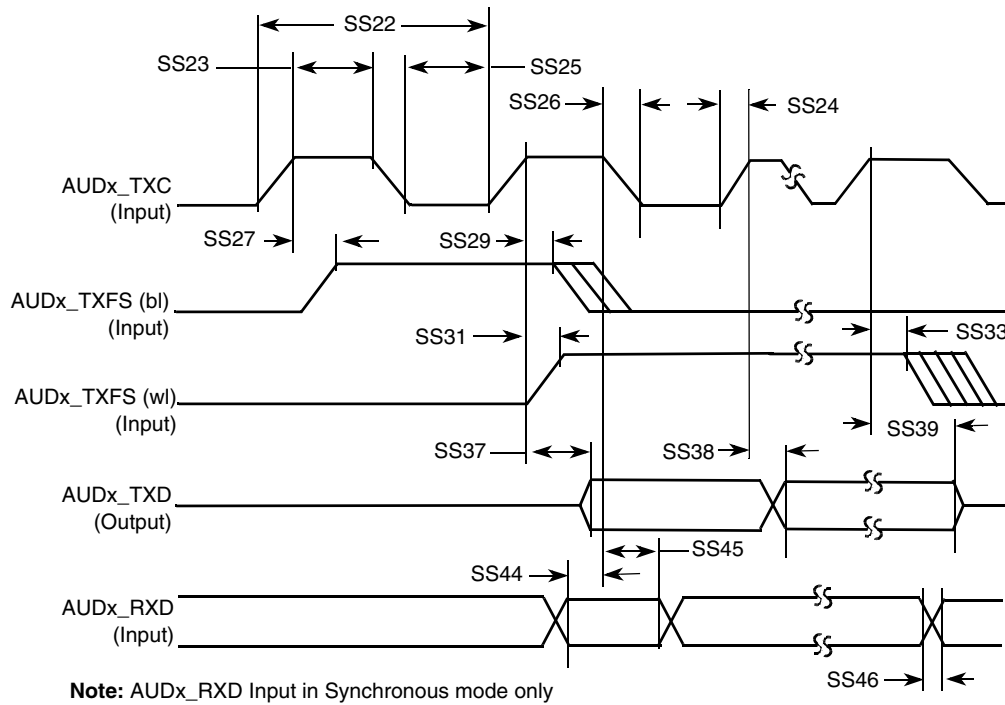 SS22
SS23
SS25
SS26
SS24
AUDx_TXC
(Input)
SS27
SS29
AUDx_TXFS (bl)
(Input)
SS31
SS33
AUDx_TXFS (wl)
(Input)
SS39
SS37
SS38
AUDx_TXD
(Output)
SS45
SS44
AUDx_RXD
(Input)
SS46
Note: AUDx_RXD Input in Synchronous mode only